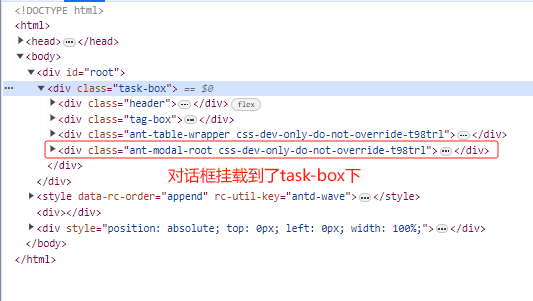 <!DOCTYPE html>
<html>
<head>…</head>
<body>
<div id="root">
… <div class="task-box"> == $0
<div class="header">…</div> flex
<div class="tag-box">…</div>
<div class="ant-table-wrapper css-dev-only-do-not-override-t98trl">…</div>
<div class="ant-modal-root css-dev-only-do-not-override-t98trl">…</div>
</div>
对话框挂载到了task-box下
</div>
<style data-rc-order="append" rc-util-key="antd-wave">…</style>
<div></div>
<div style="position: absolute; top: 0px; left: 0px; width: 100%;">…</div>
</body>
</html>